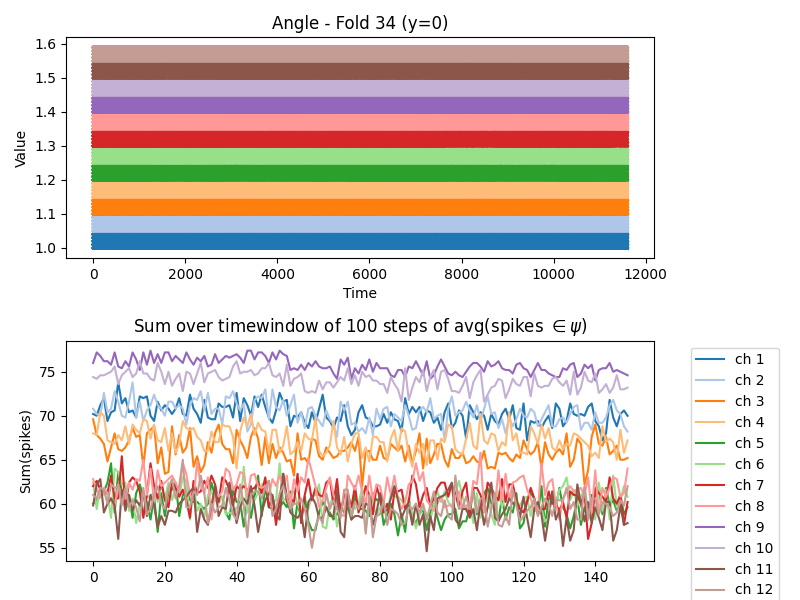 Angle - Fold 34 (y=0)
1.6
1.5
1.4
1.3
1.2
1.1
1.0
Value
0 2000 4000 6000 8000 10000 12000
Time
Sum over timewindow of 100 steps of avg(spikes ∈ ψ)
75
70
65
60
55
Sum(spikes)
0 20 40 60 80 100 120 140
ch 1
ch 2
ch 3
ch 4
ch 5
ch 6
ch 7
ch 8
ch 9
ch 10
ch 11
ch 12